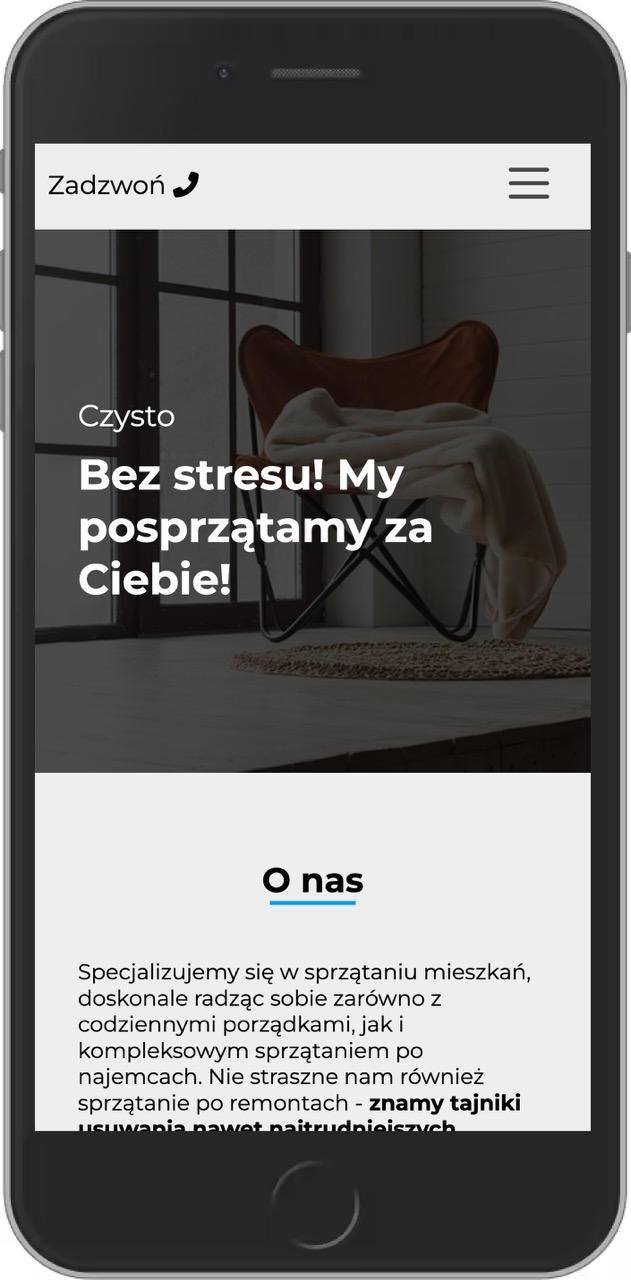 Zadzwoń
Czysto
Bez stresu! My
posprzątamy za
Ciebie!
O nas
Specjalizujemy się w sprzątaniu mieszkań,
doskonale radząc sobie zarówno z
codziennymi porządkami, jak i
kompleksowym sprzątaniem po
najemcach. Nie straszne nam również
sprzątanie po remontach - znamy tajniki
usuwania nawet najtrudniejszych